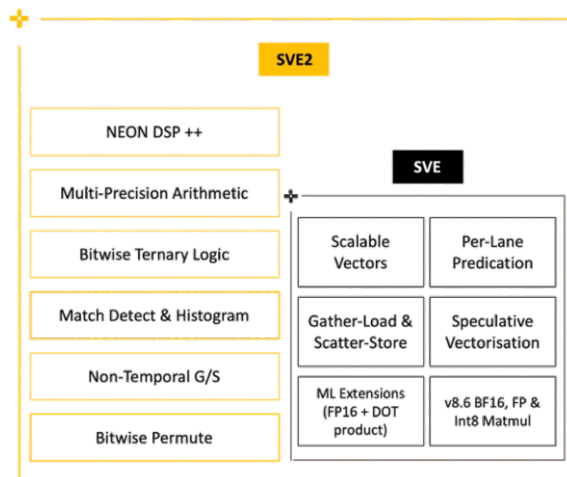 SVE2
NEON DSP ++
Multi-Precision Arithmetic
Bitwise Ternary Logic
Match Detect & Histogram
Non-Temporal G/S
Bitwise Permute
SVE
Scalable
Vectors
Per-Lane
Predication
Gather-Load &
Scatter-Store
Speculative
Vectorisation
ML Extensions
(FP16 + DOT
product)
v8.6 BF16, FP &
Int8 Matmul